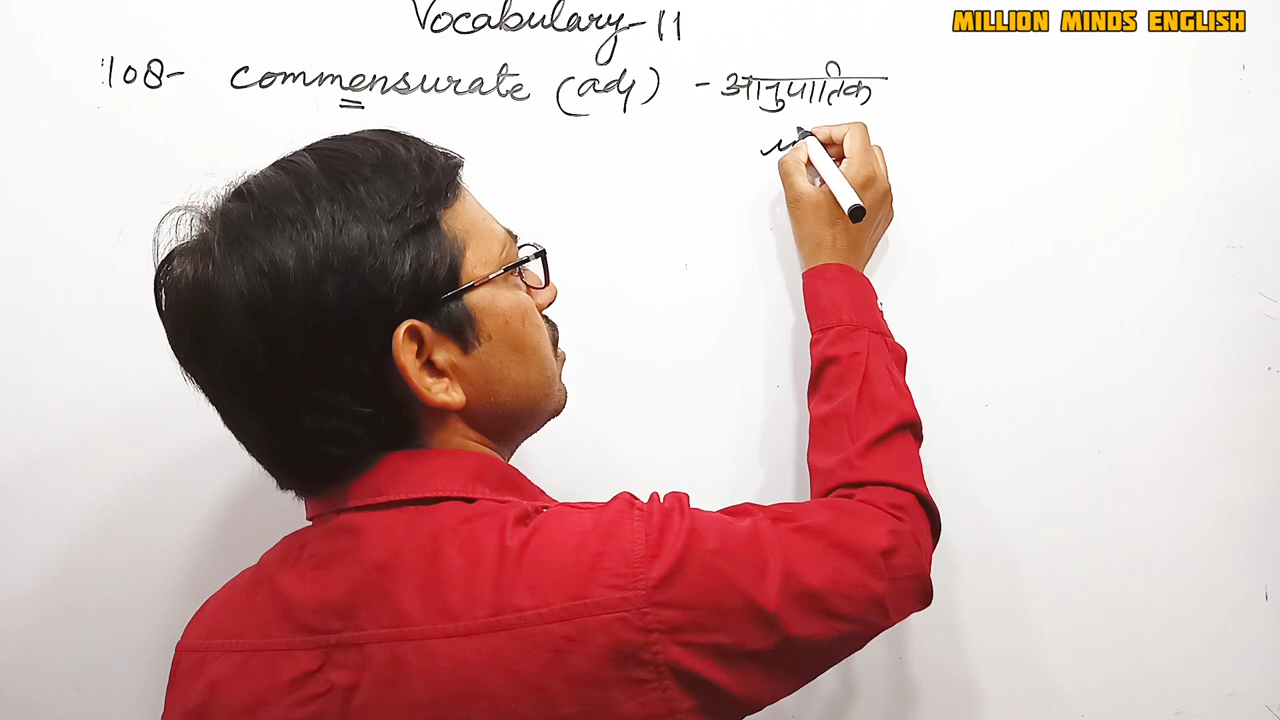 MILLION MINDS ENGLISH
Vocabulary-11
108- commensurate (adj) - आनुपातिक